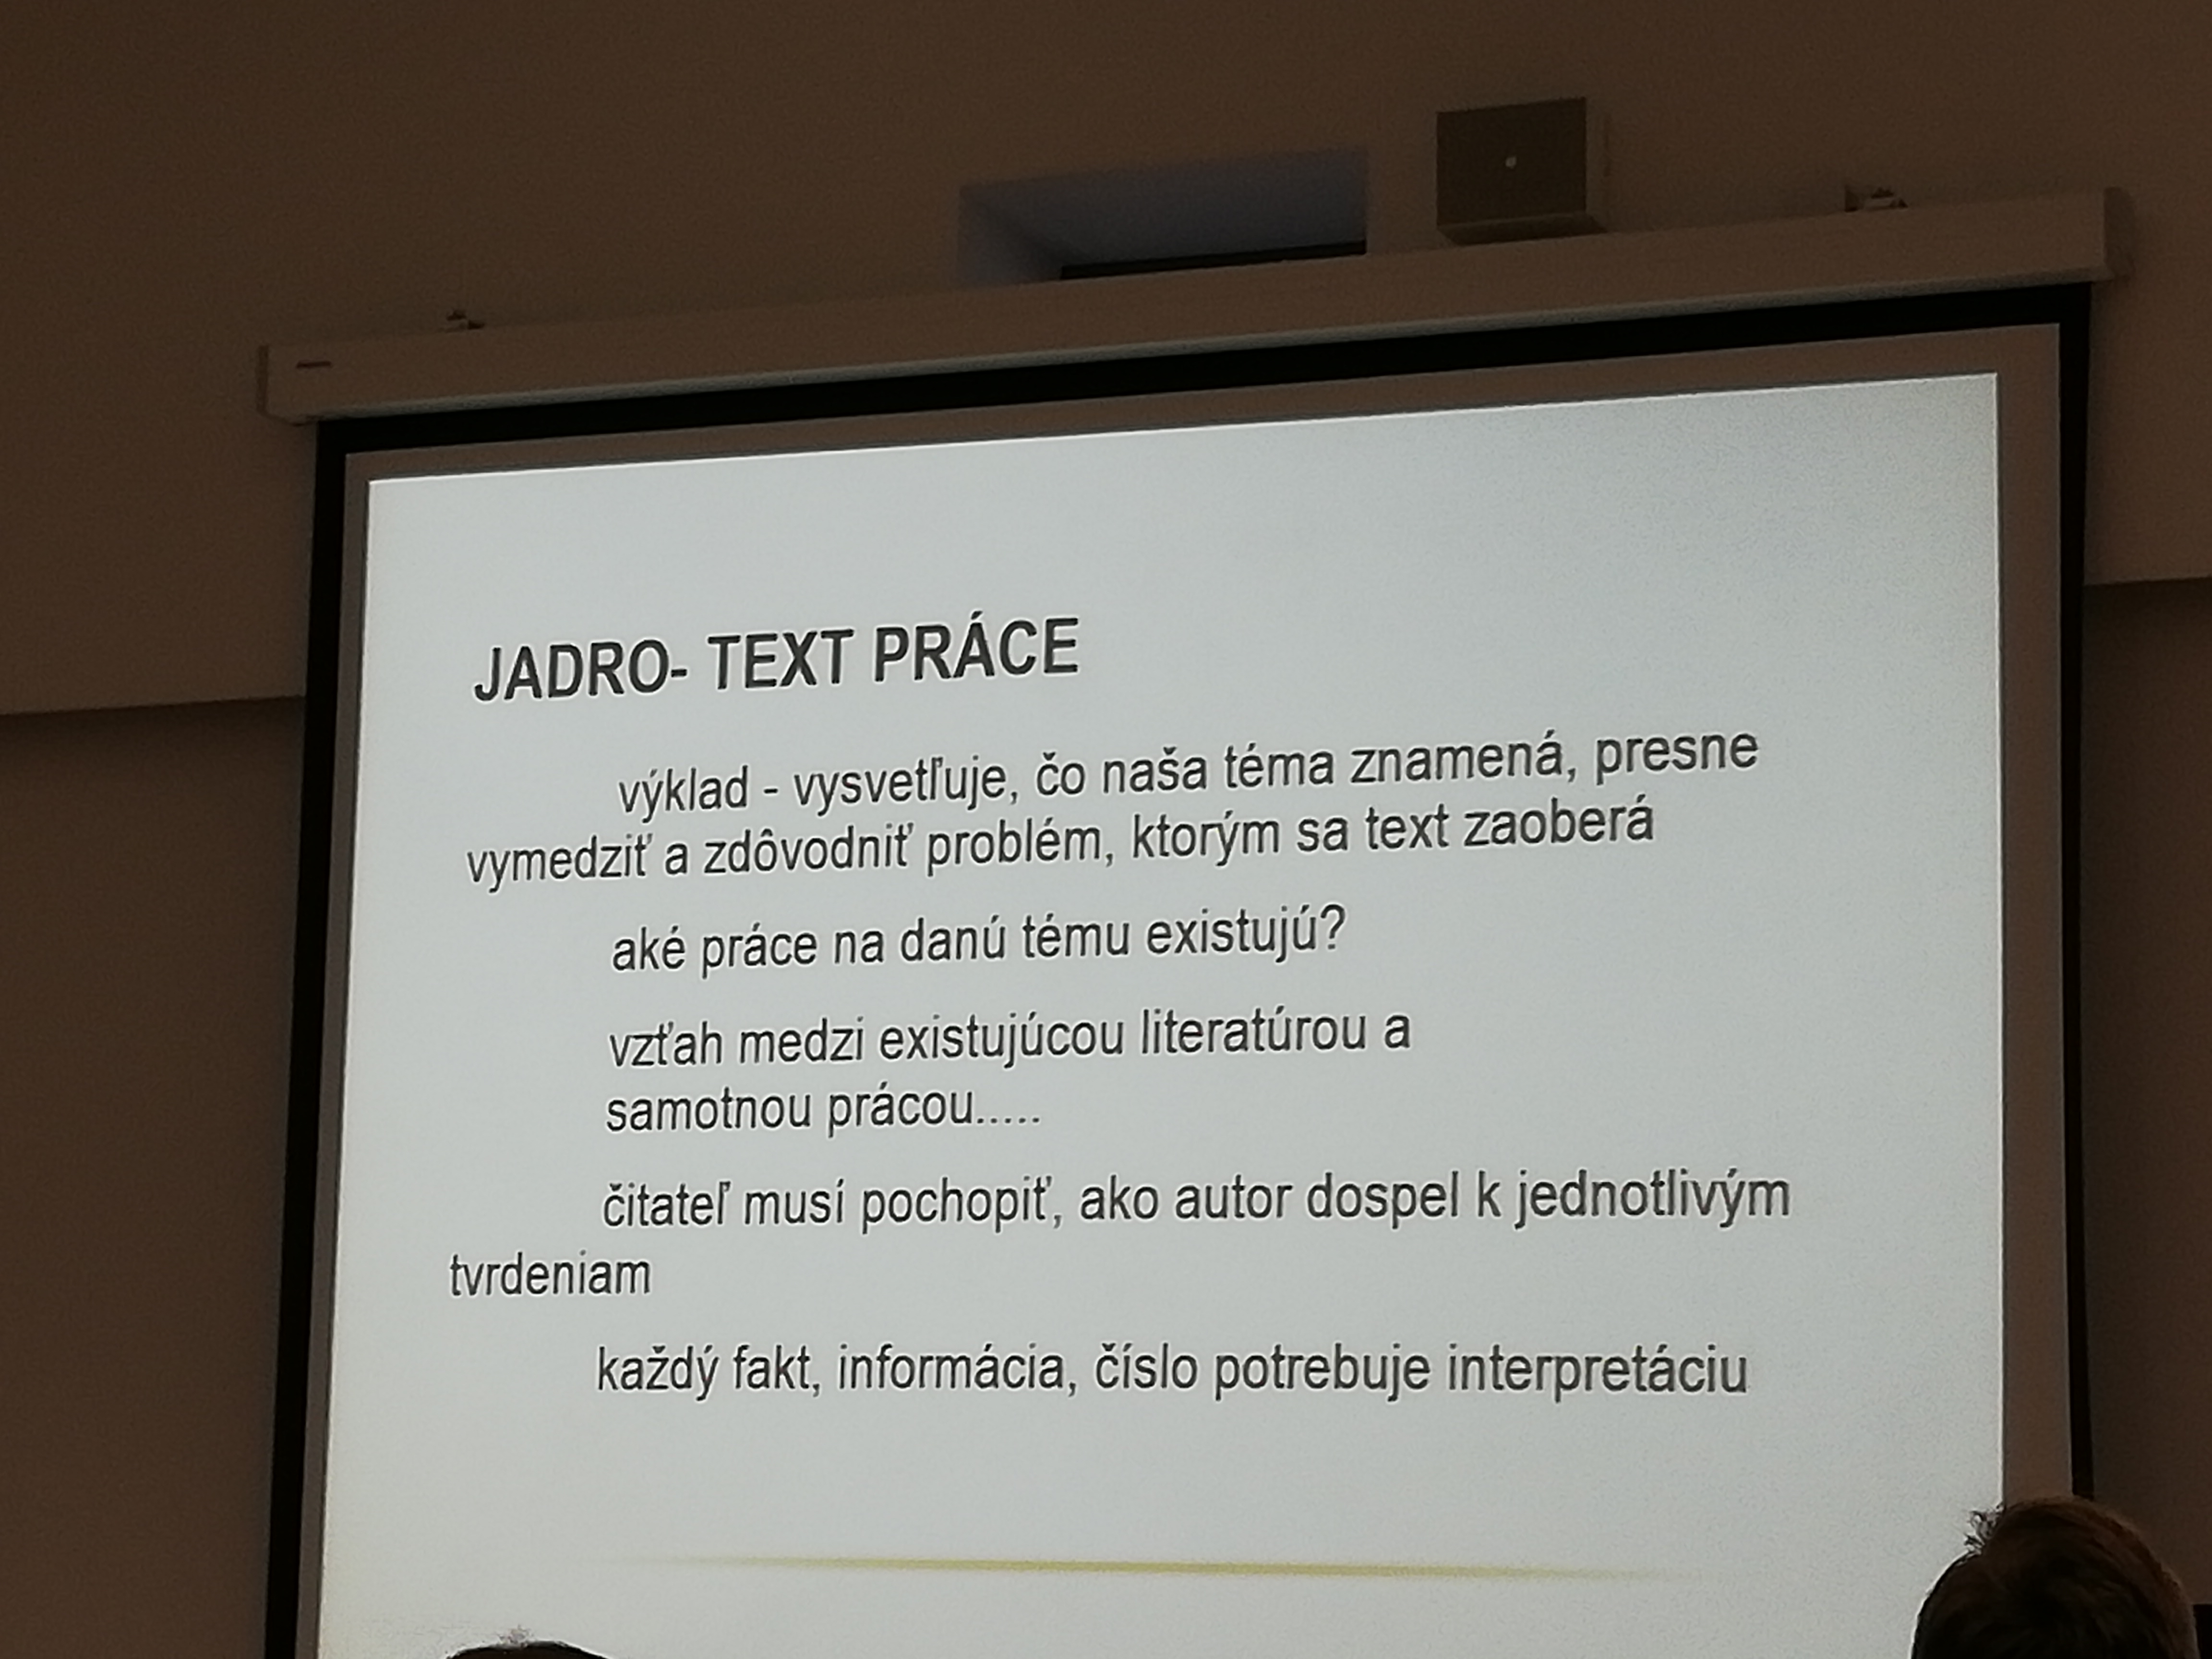 JADRO- TEXT PRÁCE
výklad - vysvetľuje, čo naša téma znamená, presne
vymedziť a zdôvodniť problém, ktorým sa text zaoberá
aké práce na danú tému existujú?
vzťah medzi existujúcou literatúrou a
samotnou prácou.....
čitateľ musí pochopiť, ako autor dospel k jednotlivým
tvrdeniam
každý fakt, informácia, číslo potrebuje interpretáciu